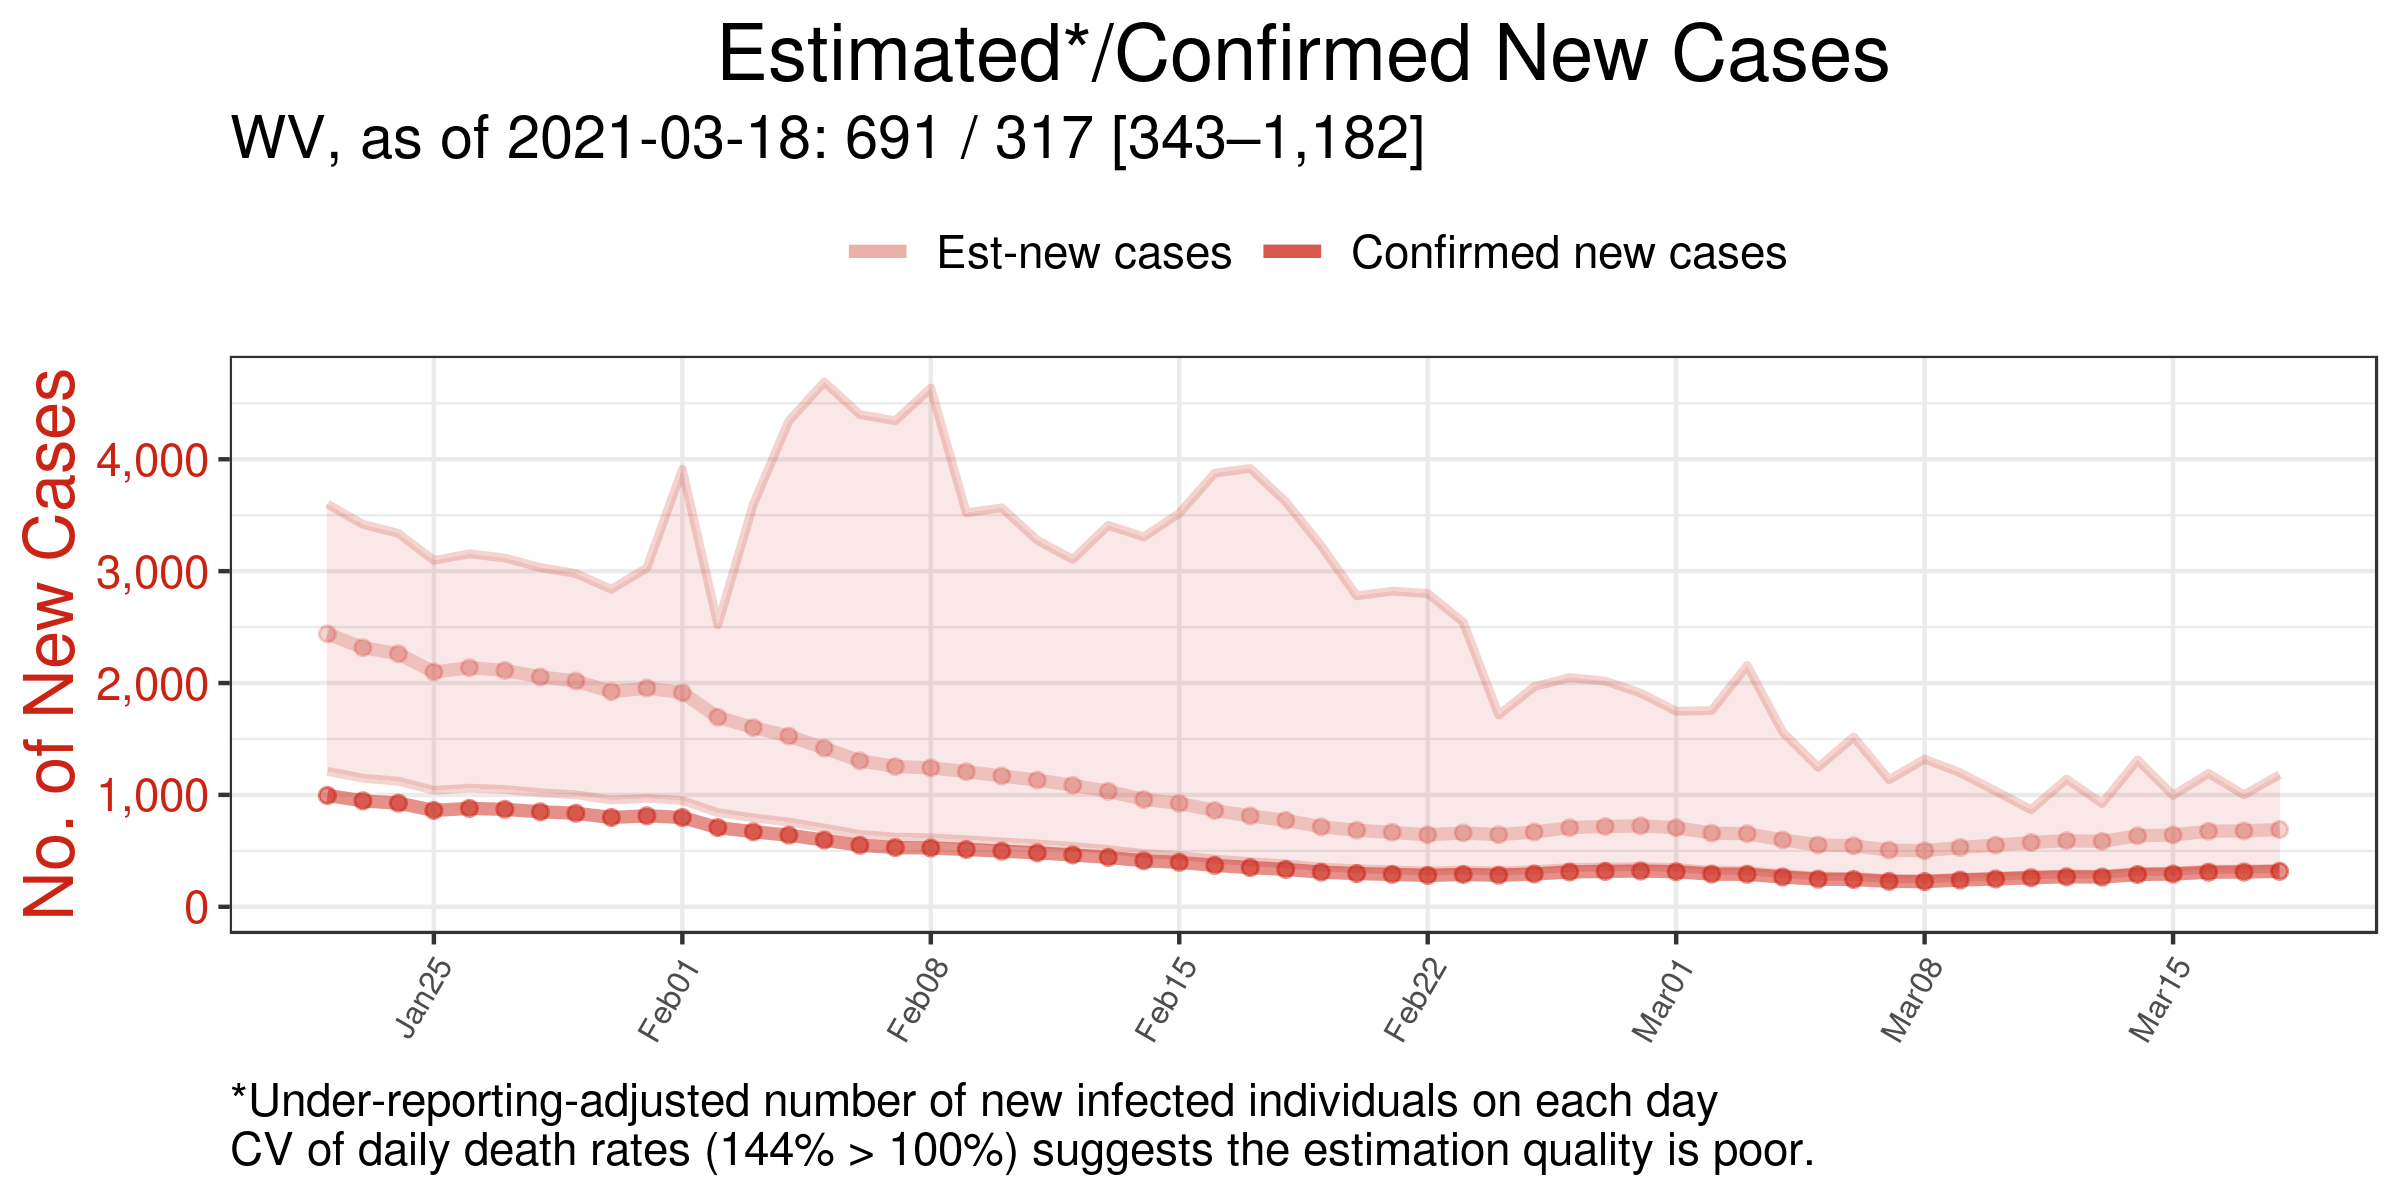 Estimated*/Confirmed New Cases
WV, as of 2021-03-18: 691 / 317 [343–1,182]
Est-new cases
Confirmed new cases
No. of New Cases
4,000
3,000
2,000
1,000
0
Jan25
Feb01
Feb08
Feb15
Feb22
Mar01
Mar08
Mar15
*Under-reporting-adjusted number of new infected individuals on each day
CV of daily death rates (144% > 100%) suggests the estimation quality is poor.